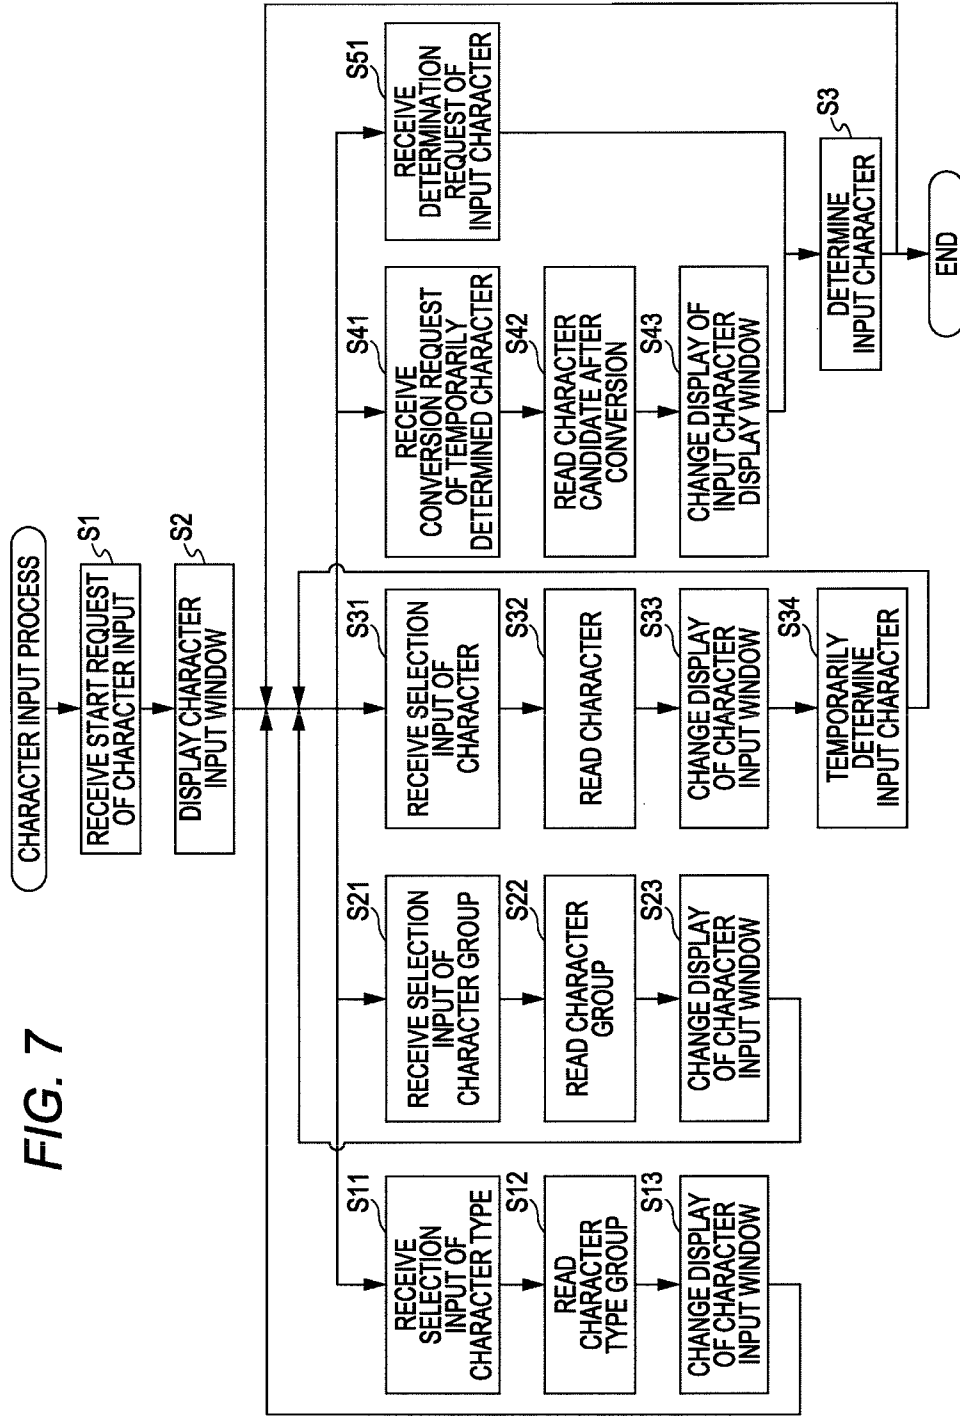 FIG. 7
CHARACTER INPUT PROCESS
S1
RECEIVE START REQUEST
OF CHARACTER INPUT
S2
DISPLAY CHARACTER
INPUT WINDOW
S11
RECEIVE
SELECTION
INPUT OF
CHARACTER TYPE
S12
READ
CHARACTER
TYPE GROUP
S13
CHANGE DISPLAY
OF CHARACTER
INPUT WINDOW
S21
RECEIVE SELECTION
INPUT OF
CHARACTER GROUP
S22
READ CHARACTER
GROUP
S23
CHANGE DISPLAY
OF CHARACTER
INPUT WINDOW
S31
RECEIVE SELECTION
INPUT OF
CHARACTER
S32
READ CHARACTER
S33
CHANGE DISPLAY
OF CHARACTER
INPUT WINDOW
S34
TEMPORARILY
DETERMINE
INPUT CHARACTER
S41
RECEIVE
CONVERSION REQUEST
OF TEMPORARILY
DETERMINED CHARACTER
S42
READ CHARACTER
CANDIDATE AFTER
CONVERSION
S43
CHANGE DISPLAY OF
INPUT CHARACTER
DISPLAY WINDOW
S51
RECEIVE
DETERMINATION
REQUEST OF
INPUT CHARACTER
S3
DETERMINE
INPUT CHARACTER
END